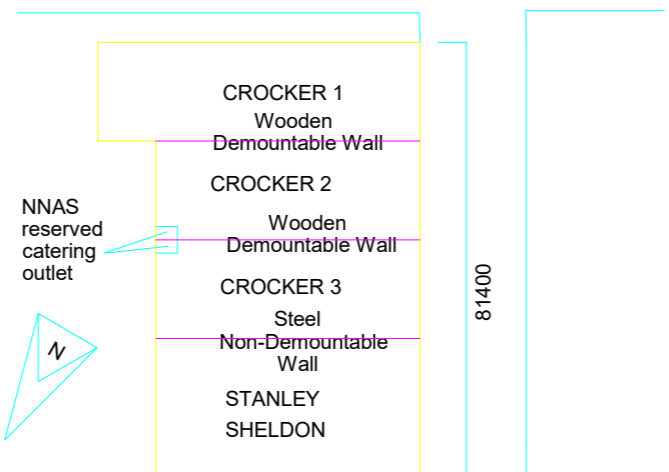 CROCKER 1
Wooden
Demountable Wall
CROCKER 2
NNAS
reserved
catering
outlet
Wooden
Demountable Wall
CROCKER 3
81400
Steel
Non-Demountable
Wall
N
STANLEY
SHELDON